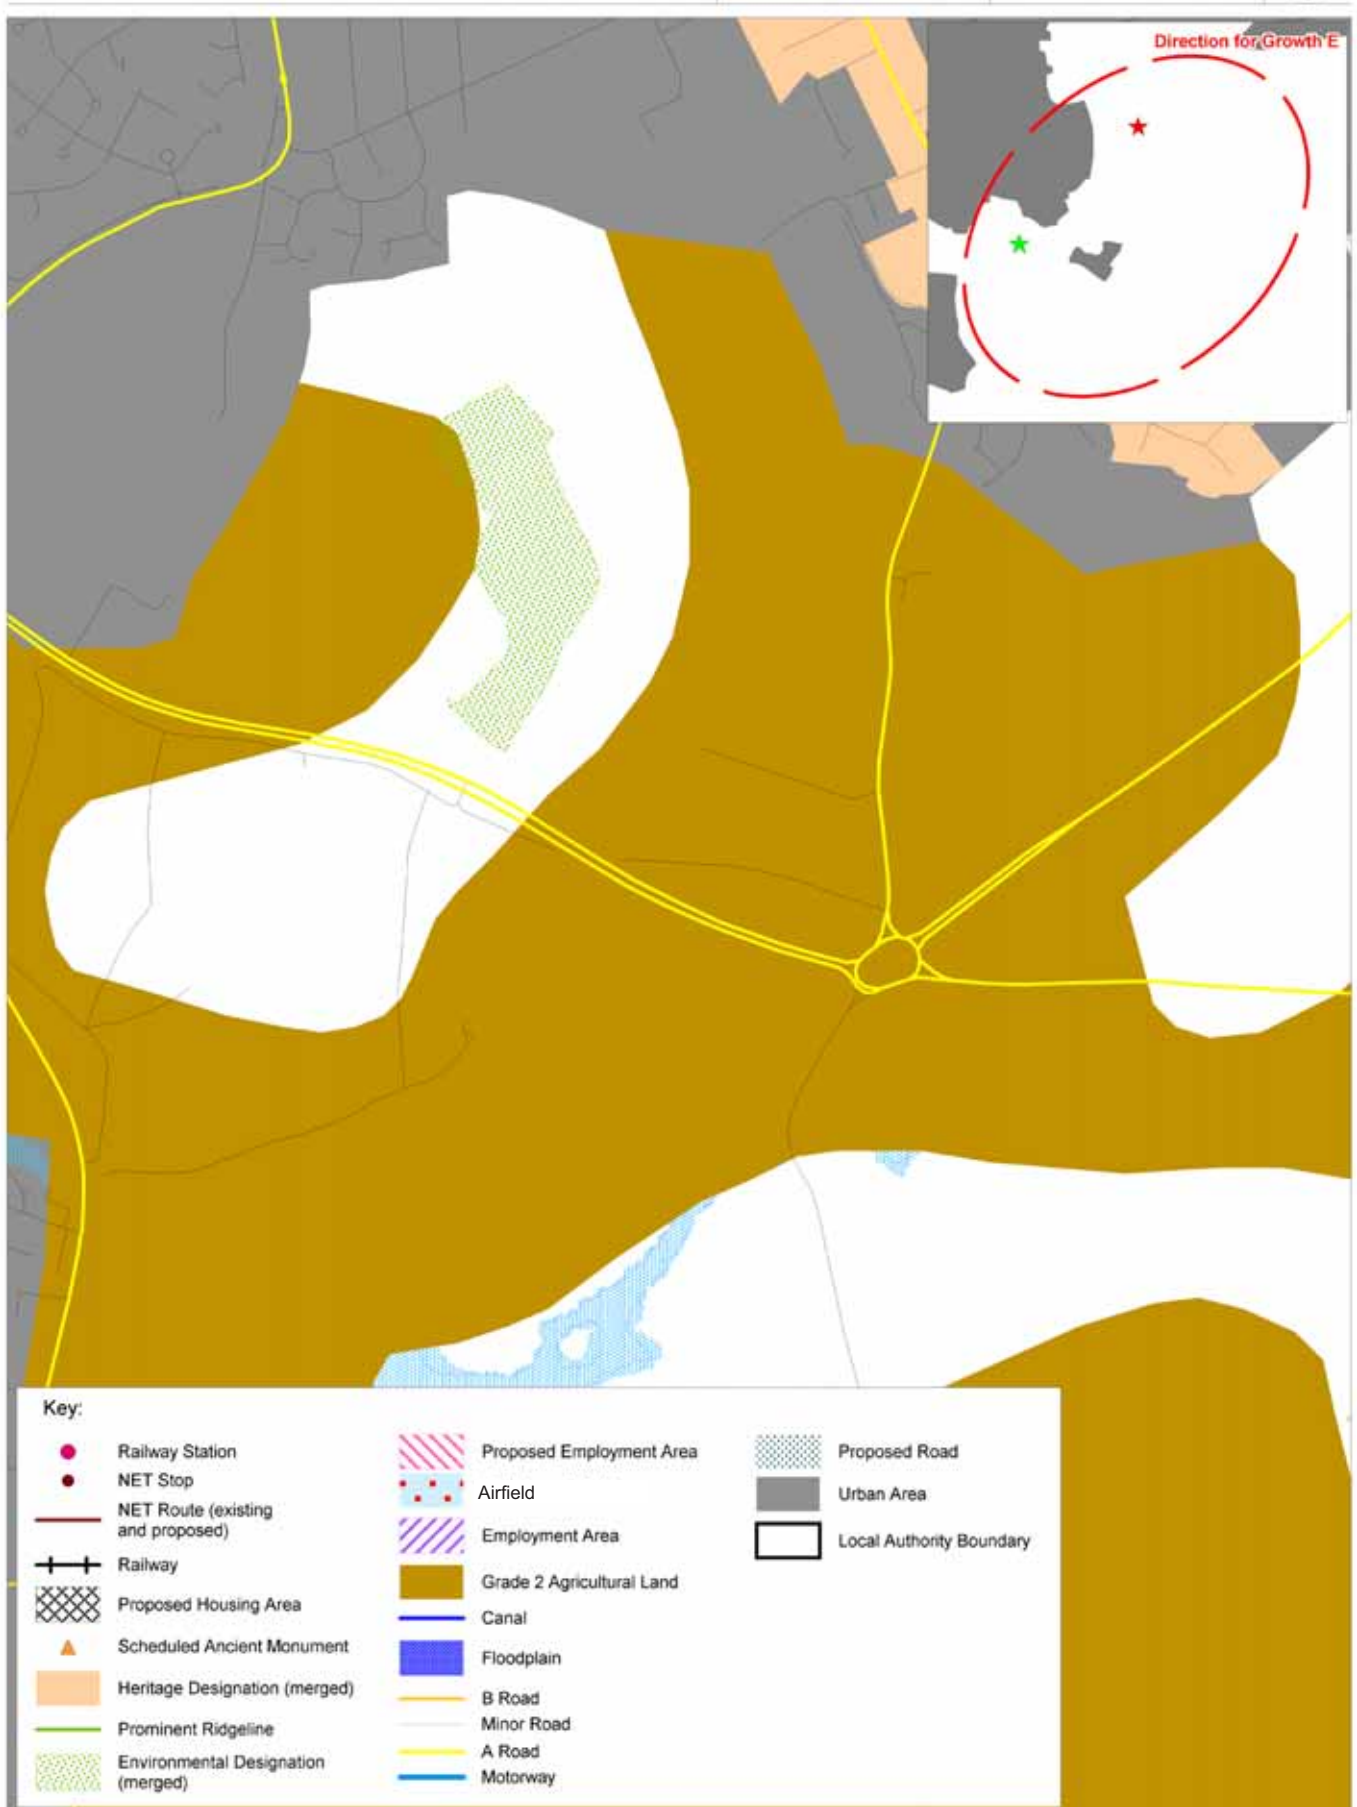 Direction for Growth E
Key:
Railway Station
NET Stop
NET Route (existing
and proposed)
Railway
Proposed Housing Area
Scheduled Ancient Monument
Heritage Designation (merged)
Prominent Ridgeline
Environmental Designation
(merged)
Proposed Employment Area
Airfield
Employment Area
Grade 2 Agricultural Land
Canal
Floodplain
B Road
Minor Road
A Road
Motorway
Proposed Road
Urban Area
Local Authority Boundary